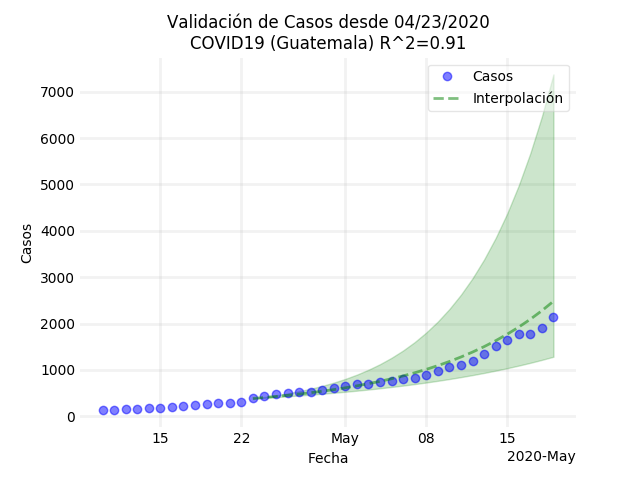 Validación de Casos desde 04/23/2020
COVID19 (Guatemala) R^2=0.91
Casos
Interpolación
7000
6000
5000
4000
3000
2000
1000
0
Casos
15
22
May
08
15
Fecha
2020-May